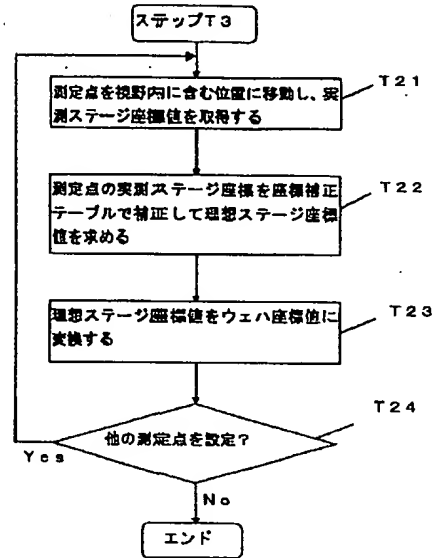 ステップT3
測定点を視野内に含む位置に移動し、実
測ステージ座標値を取得する
T21
測定点の実測ステージ座標を座標補正
テーブルで補正して理想ステージ座標
値を求める
T22
理想ステージ座標値をウェハ座標値に
変換する
T23
他の測定点を設定?
T24
Yes
No
エンド